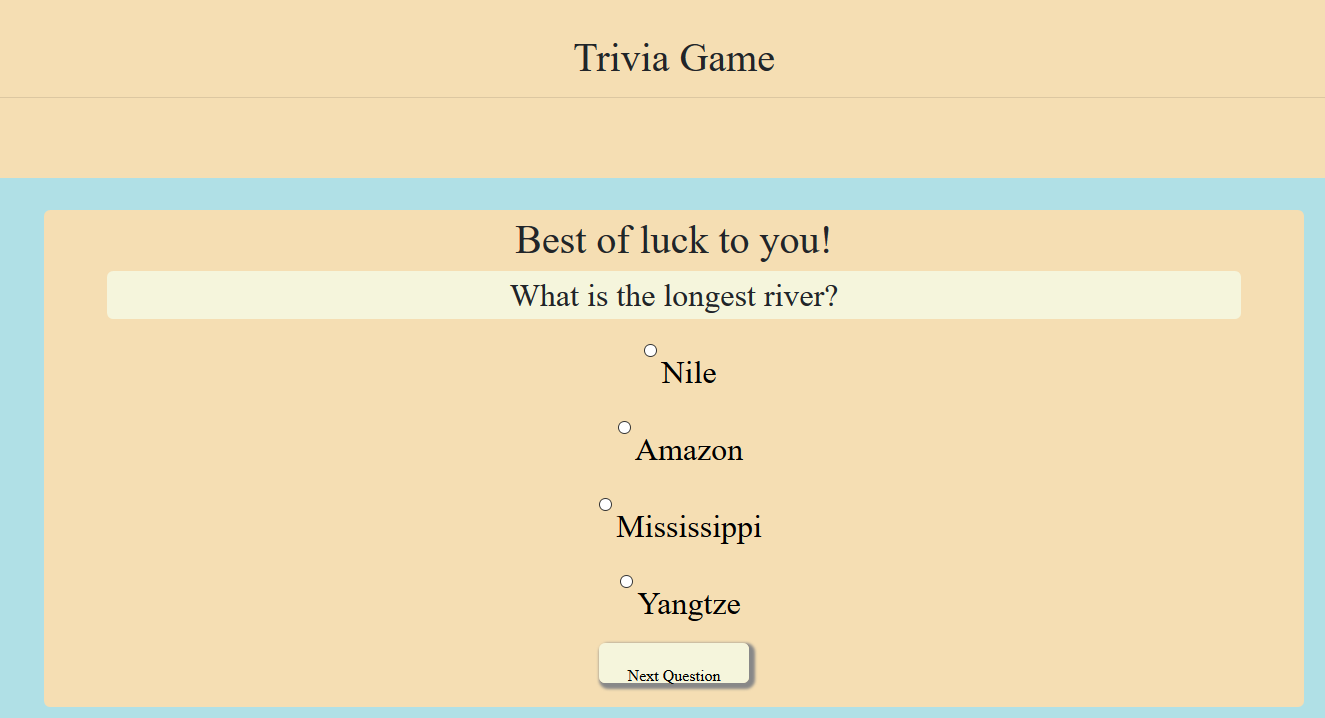 Trivia Game
Best of luck to you!
What is the longest river?
Nile
Amazon
Mississippi
Yangtze
Next Question